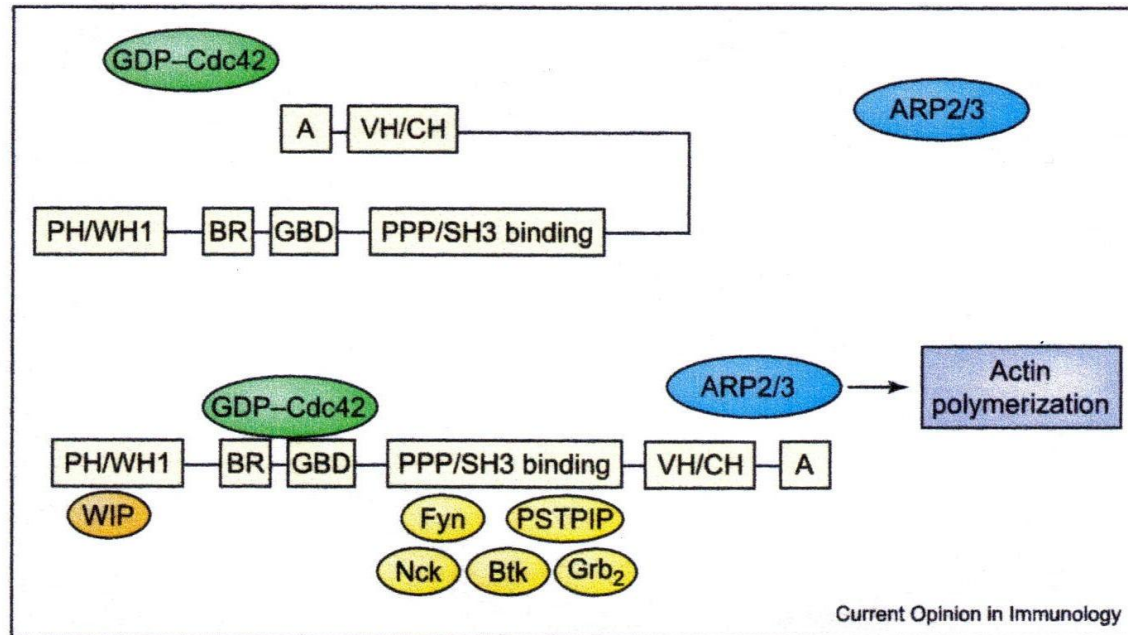 GDP–Cdc42
ARP2/3
A
VH/CH
PH/WH1
BR
GBD
PPP/SH3 binding
GDP–Cdc42
ARP2/3
Actin
polymerization
PH/WH1
BR
GBD
PPP/SH3 binding
VH/CH
A
WIP
Fyn
PSTPIP
Nck
Btk
Grb₂
Current Opinion in Immunology